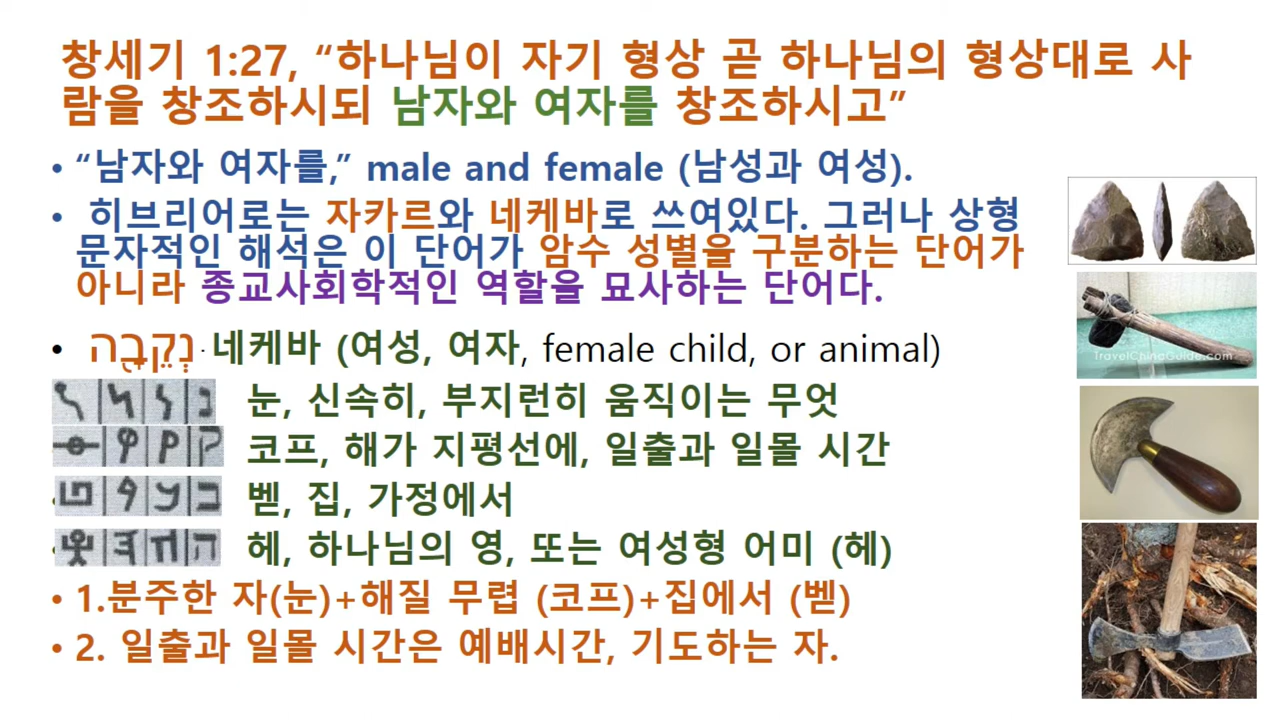 창세기 1:27, “하나님이 자기 형상 곧 하나님의 형상대로 사
람을 창조하시되 남자와 여자를 창조하시고”
• “남자와 여자를,” male and female (남성과 여성).
• 히브리어로는 자카르와 네케바로 쓰여있다. 그러나 상형
문자적인 해석은 이 단어가 암수 성별을 구분하는 단어가
아니라 종교사회학적인 역할을 묘사하는 단어다.
• נְקֵבָ֖ה 네케바 (여성, 여자, female child, or animal)
נ 눈, 신속히, 부지런히 움직이는 무엇
ק 코프, 해가 지평선에, 일출과 일몰 시간
ב 벧, 집, 가정에서
ה 헤, 하나님의 영, 또는 여성형 어미 (헤)
• 1.분주한 자(눈)+해질 무렵 (코프)+집에서 (벧)
• 2. 일출과 일몰 시간은 예배시간, 기도하는 자.
TravelChinaGuide.com